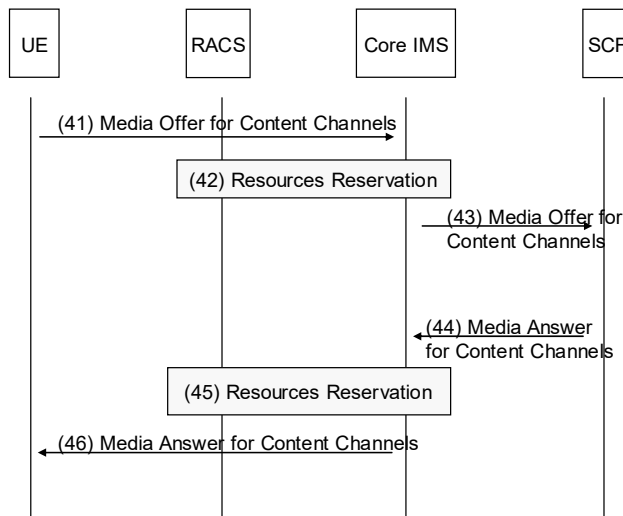 UE
RACS
Core IMS
SCF
(41) Media Offer for Content Channels
(42) Resources Reservation
(43) Media Offer for
Content Channels
(44) Media Answer
for Content Channels
(45) Resources Reservation
(46) Media Answer for Content Channels